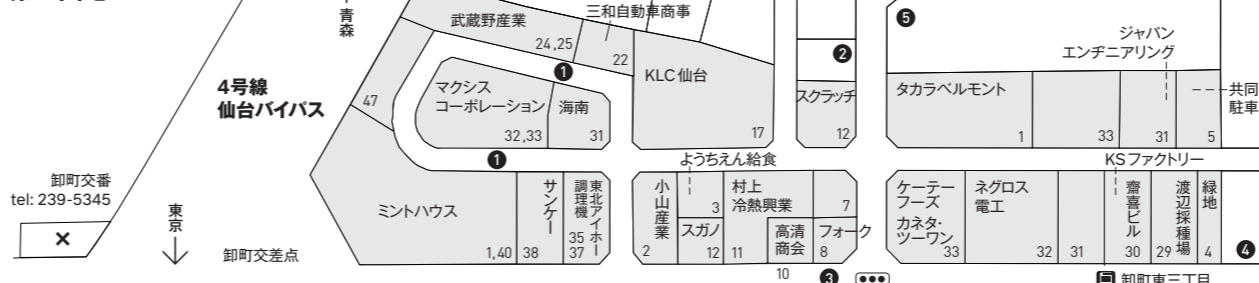 青森
武蔵野産業
24,25
三和自動車商事
22
❶
KLC仙台
17
❷
スクラッチ
12
❺
ジャパン
エンヂニアリング
タカラベルモント
1
33
31
5
共同
駐車
4号線
仙台バイパス
47
マクシス
コーポレーション
32,33
海南
31
❶
ようちえん給食
KSファクトリー
卸町交番
tel: 239-5345
東京
卸町交差点
ミントハウス
1,40
サンケー
38
東北アイホー
調理機
35
37
小山産業
2
3
スガノ
12
村上
冷熱興業
11
高清
商会
10
7
フォーク
8
❸
ケーテー
フーズ
カネタ・
ツーワン
33
ネグロス
電工
32
31
齋喜ビル
30
渡辺採種場
29
緑地
4
❹
卸町東三丁目